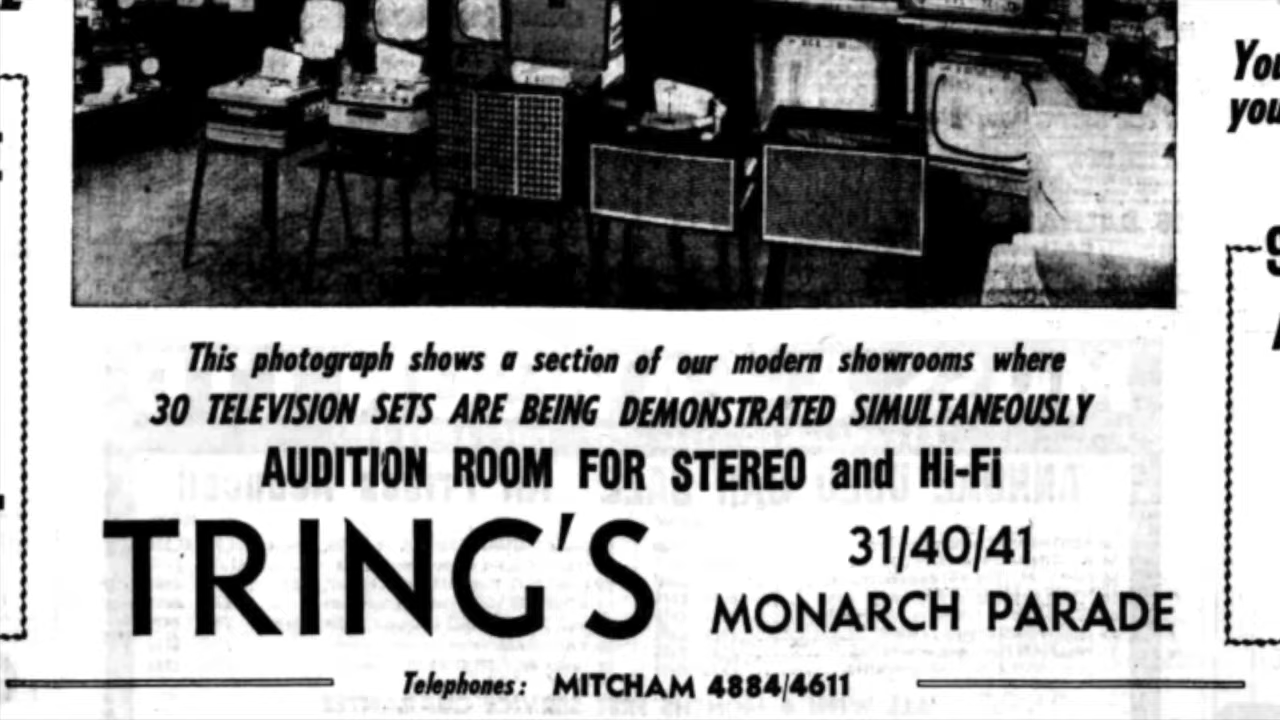 You
you
This photograph shows a section of our modern showrooms where
30 TELEVISION SETS ARE BEING DEMONSTRATED SIMULTANEOUSLY
AUDITION ROOM FOR STEREO and Hi-Fi
TRING'S
31/40/41
MONARCH PARADE
Telephones: MITCHAM 4884/4611